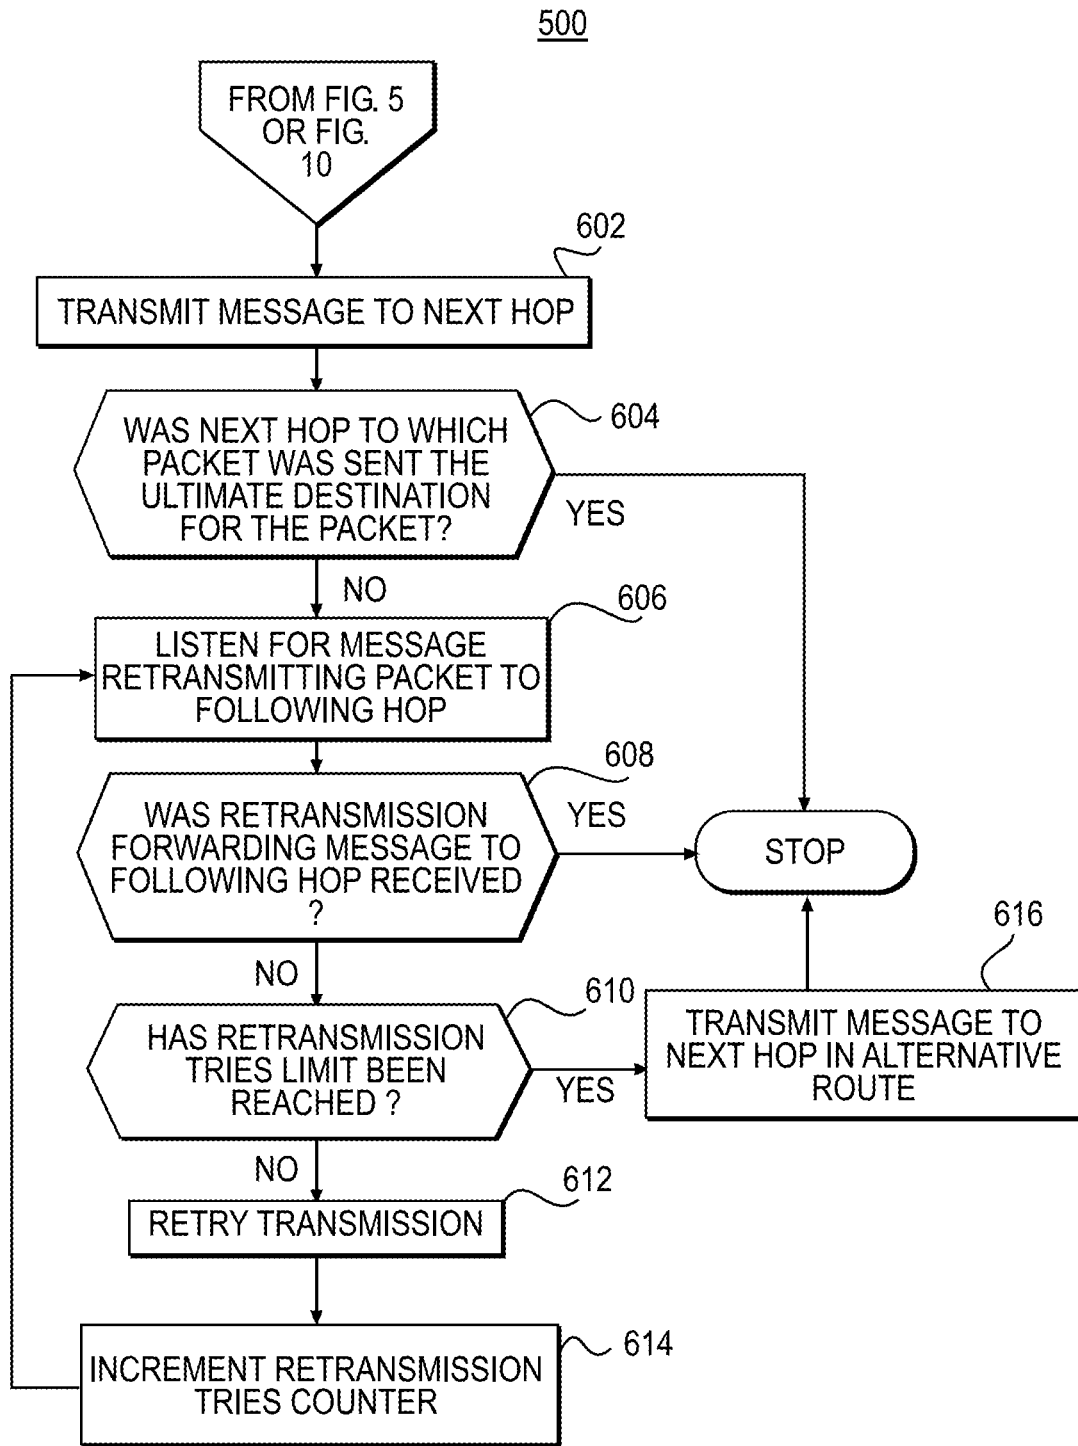 500
FROM FIG. 5
OR FIG.
10
602
TRANSMIT MESSAGE TO NEXT HOP
604
WAS NEXT HOP TO WHICH
PACKET WAS SENT THE
ULTIMATE DESTINATION
FOR THE PACKET?
YES
NO
606
LISTEN FOR MESSAGE
RETRANSMITTING PACKET TO
FOLLOWING HOP
608
WAS RETRANSMISSION
FORWARDING MESSAGE TO
FOLLOWING HOP RECEIVED
?
YES
STOP
NO
610
HAS RETRANSMISSION
TRIES LIMIT BEEN
REACHED ?
YES
616
TRANSMIT MESSAGE TO
NEXT HOP IN ALTERNATIVE
ROUTE
NO
612
RETRY TRANSMISSION
614
INCREMENT RETRANSMISSION
TRIES COUNTER